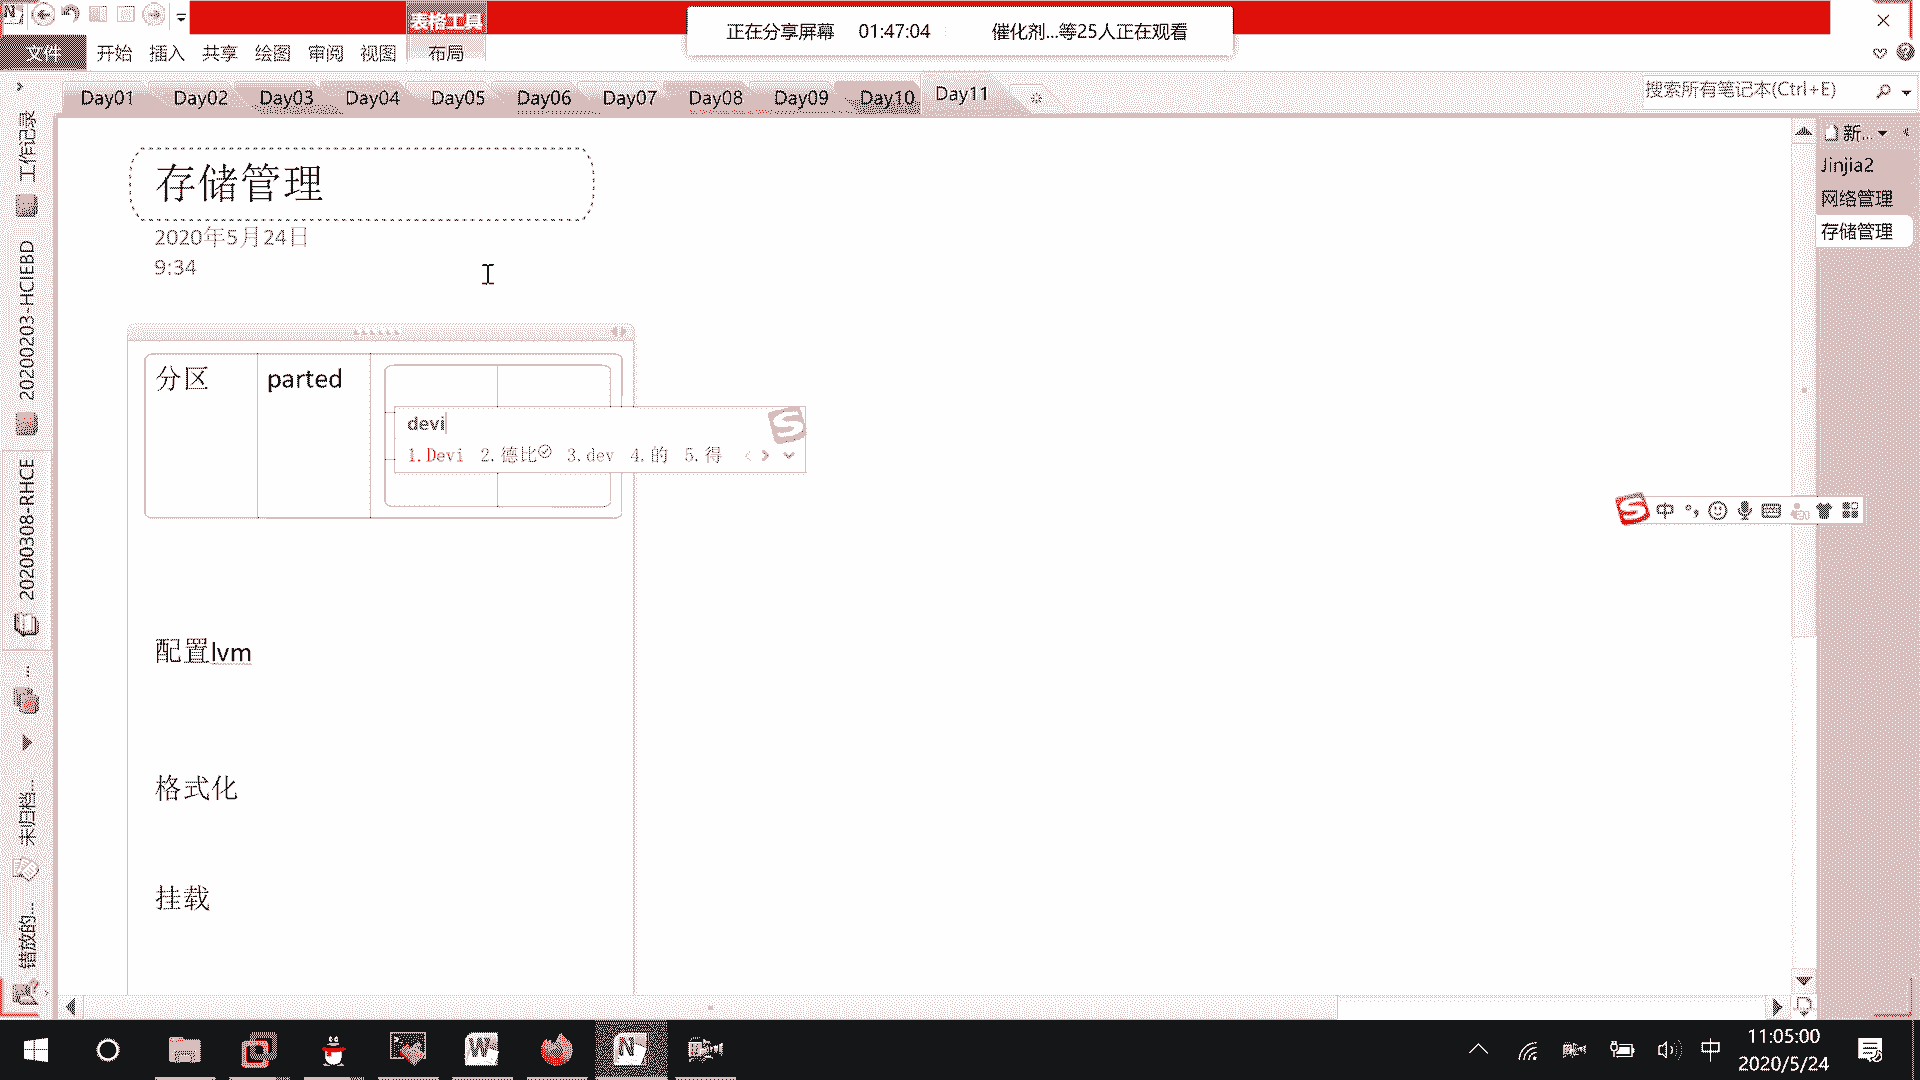 表格工具
正在分享屏幕 01:47:04 催化剂...等25人正在观看
文件 开始 插入 共享 绘图 审阅 视图 布局
Day01 Day02 Day03 Day04 Day05 Day06 Day07 Day08 Day09 Day10 Day11
搜索所有笔记本(Ctrl+E)
工作记录
20200203-HCIEBD
20200308-RHCE
...
未归档...
错放的...
新...
Jinjia2
网络管理
存储管理
存储管理
2020年5月24日
9:34
分区 parted
devi
1.Devi 2.德比 3.dev 4.的 5.得
中
配置lvm
格式化
挂载
中
11:05:00
2020/5/24